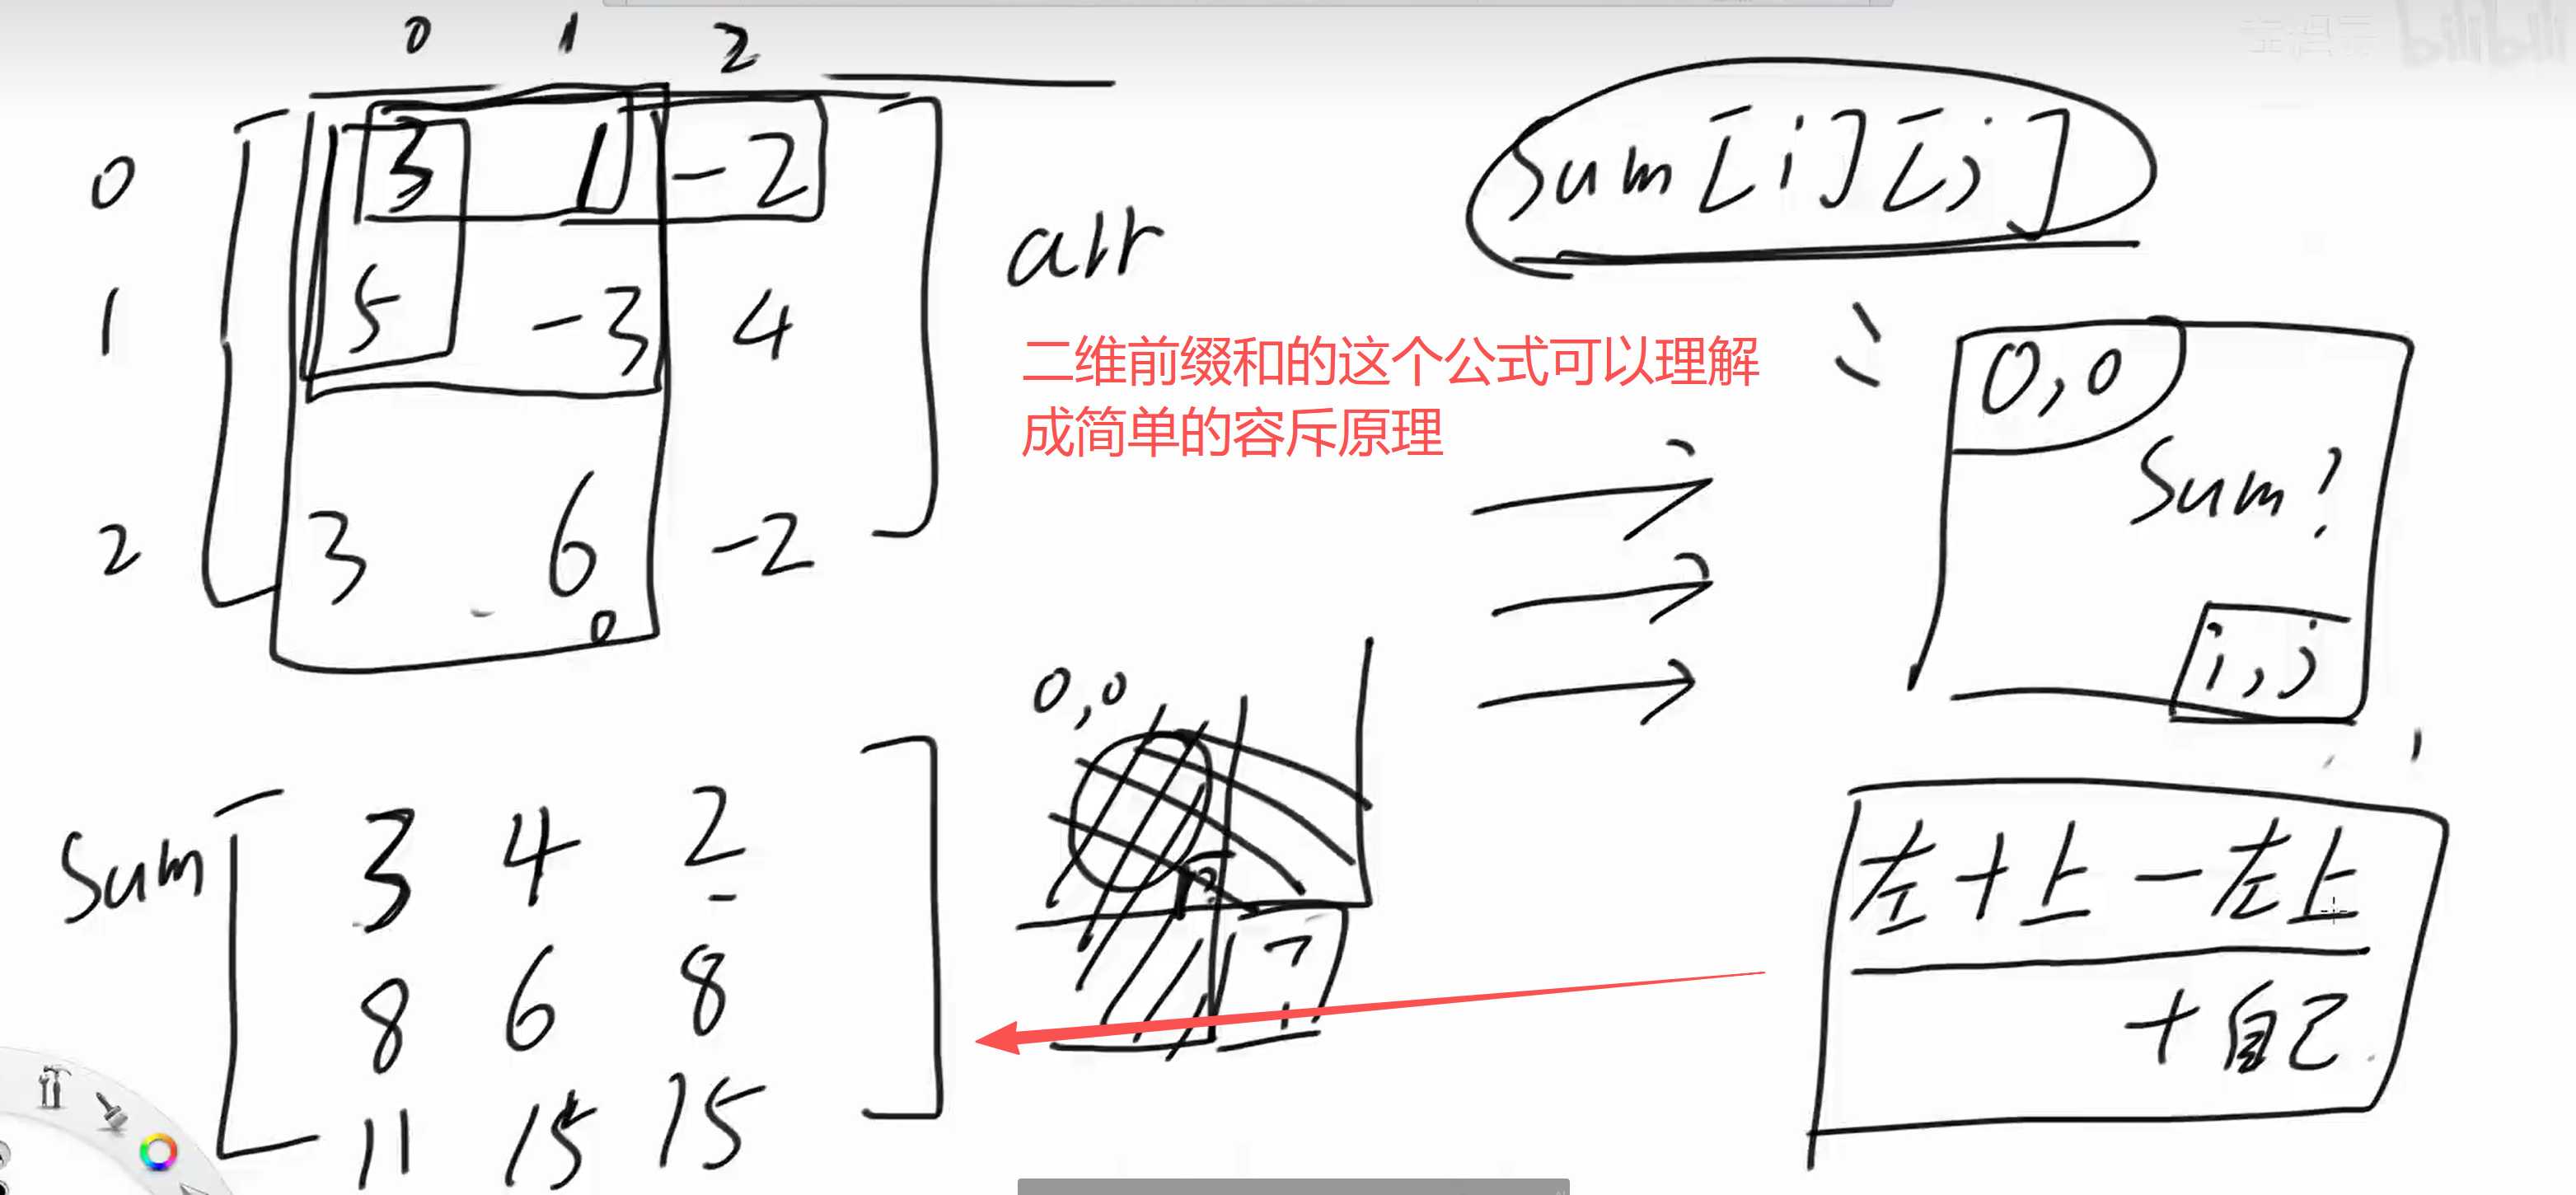 0 1 2
0 3 1 -2
1 5 -3 4
2 3 6 -2
arr
sum[i][j]
二维前缀和的这个公式可以理解
成简单的容斥原理
0,0
sum?
i,j
0,0
Sum
3 4 2
8 6 8
11 15 15
左+上-左上
+自己
bilibili